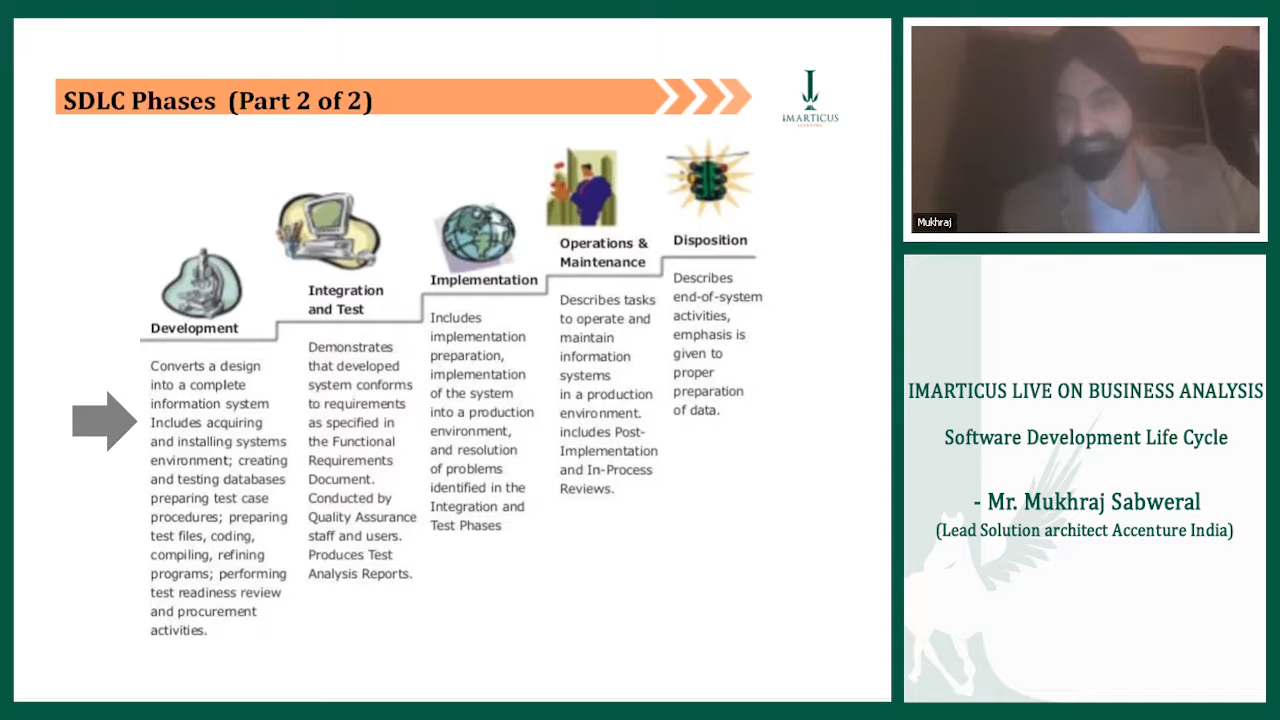 SDLC Phases (Part 2 of 2)
iMARTICUS
LEARNING
Development
Converts a design
into a complete
information system
Includes acquiring
and installing systems
environment; creating
and testing databases
preparing test case
procedures; preparing
test files, coding,
compiling, refining
programs; performing
test readiness review
and procurement
activities.
Integration
and Test
Demonstrates
that developed
system conforms
to requirements
as specified in
the Functional
Requirements
Document.
Conducted by
Quality Assurance
staff and users.
Produces Test
Analysis Reports.
Implementation
Includes
implementation
preparation,
implementation
of the system
into a production
environment,
and resolution
of problems
identified in the
Integration and
Test Phases
Operations &
Maintenance
Describes tasks
to operate and
maintain
information
systems
in a production
environment.
includes Post-
Implementation
and In-Process
Reviews.
Disposition
Describes
end-of-system
activities,
emphasis is
given to
proper
preparation
of data.
Mukhraj
IMARTICUS LIVE ON BUSINESS ANALYSIS
Software Development Life Cycle
- Mr. Mukhraj Sabweral
(Lead Solution architect Accenture India)